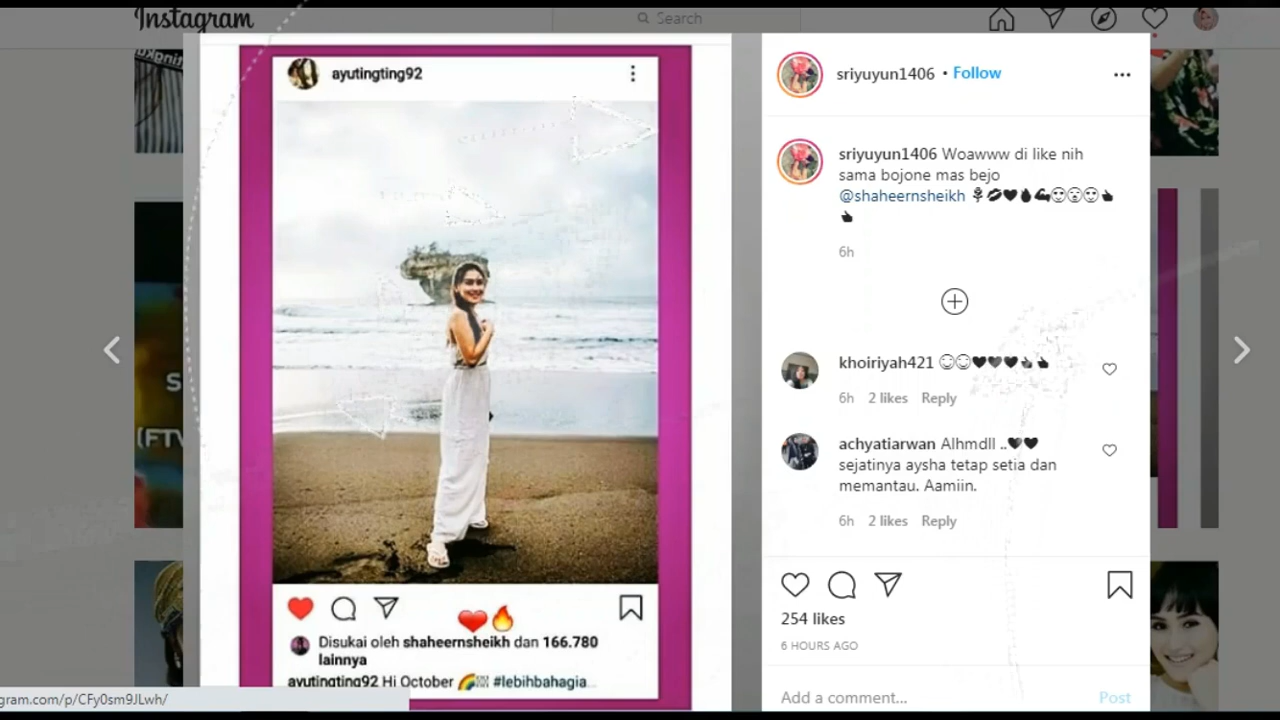 Instagram
Search
ayutingting92
Disukai oleh shaheernsheikh dan 166.780
lainnya
ayutingting92 Hi October #lebihbahagia...
sriyuyun1406 • Follow
sriyuyun1406 Woawww di like nih
sama bojone mas bejo
@shaheernsheikh
6h
khoiriyah421
6h 2 likes Reply
achyatiarwan Alhmdll ..
sejatinya aysha tetap setia dan
memantau. Aamiin.
6h 2 likes Reply
254 likes
6 HOURS AGO
Add a comment... Post
gram.com/p/CFy0sm9JLwh/
S
(FTV